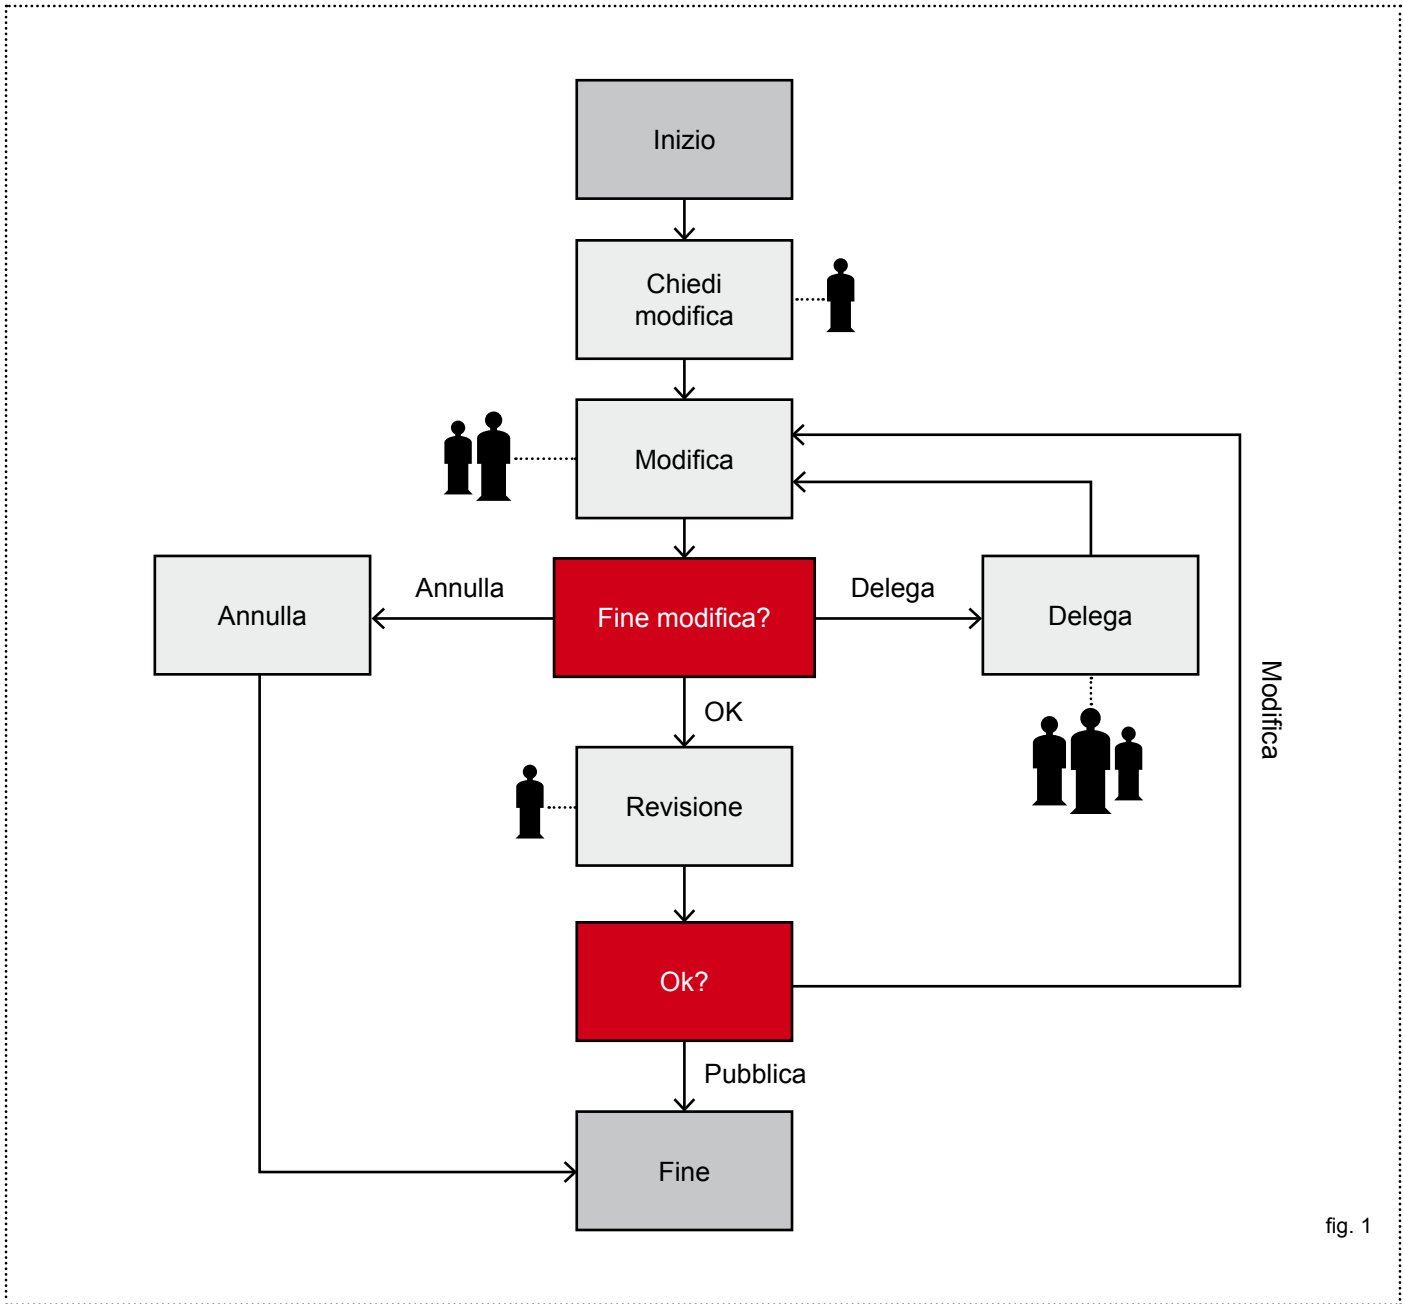 Inizio
Chiedi
modifica
Modifica
Annulla
Annulla
Fine modifica?
Delega
Delega
Modifica
OK
Revisione
Ok?
Pubblica
Fine
fig. 1